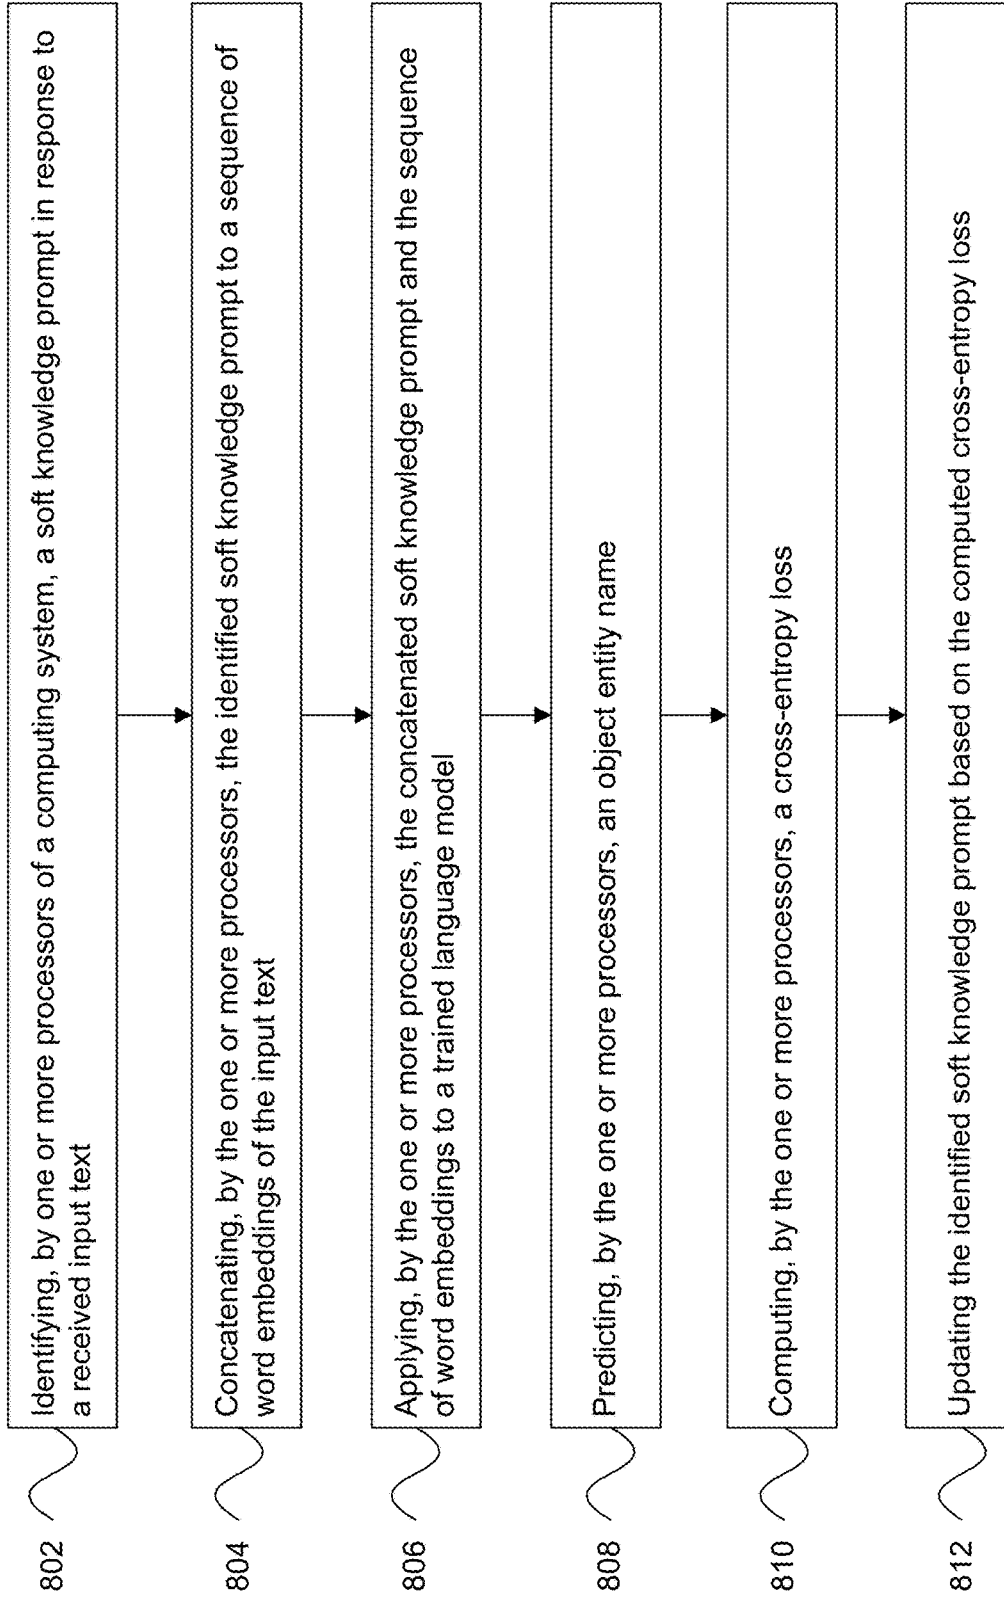 802
Identifying, by one or more processors of a computing system, a soft knowledge prompt in response to
a received input text
804
Concatenating, by the one or more processors, the identified soft knowledge prompt to a sequence of
word embeddings of the input text
806
Applying, by the one or more processors, the concatenated soft knowledge prompt and the sequence
of word embeddings to a trained language model
808
Predicting, by the one or more processors, an object entity name
810
Computing, by the one or more processors, a cross-entropy loss
812
Updating the identified soft knowledge prompt based on the computed cross-entropy loss